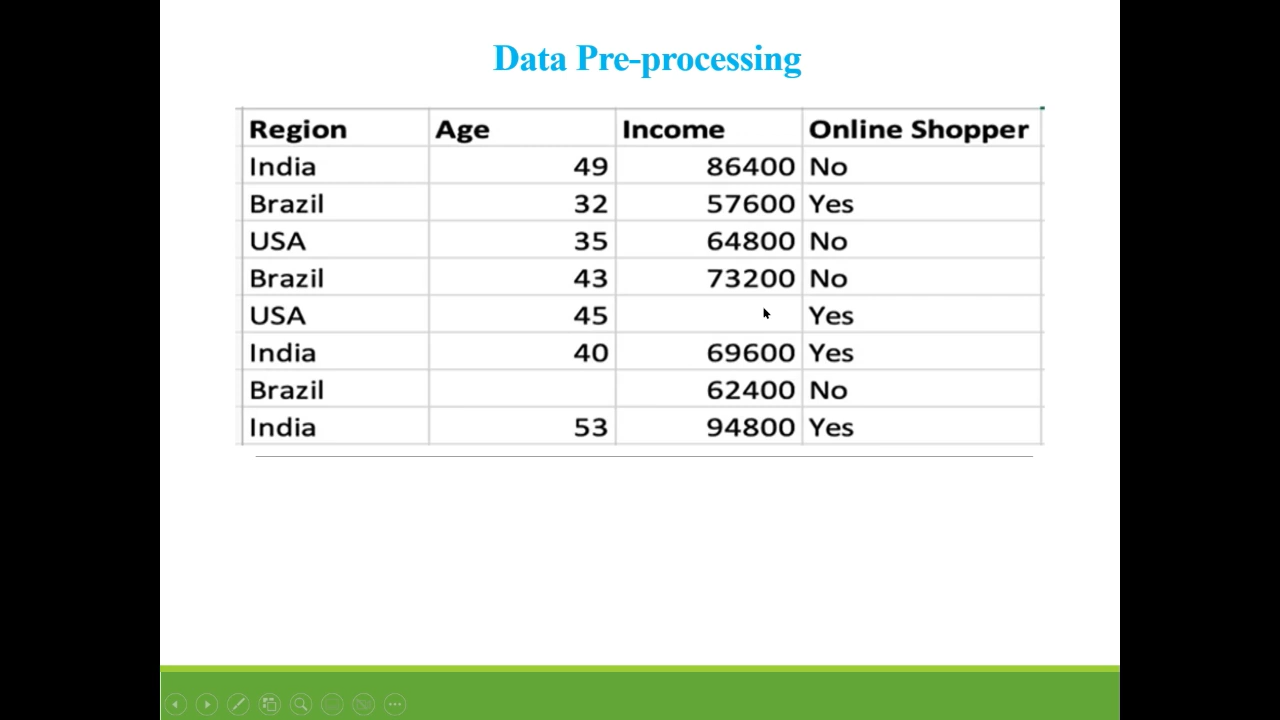 Data Pre-processing
Region Age Income Online Shopper
India 49 86400 No
Brazil 32 57600 Yes
USA 35 64800 No
Brazil 43 73200 No
USA 45 Yes
India 40 69600 Yes
Brazil 62400 No
India 53 94800 Yes